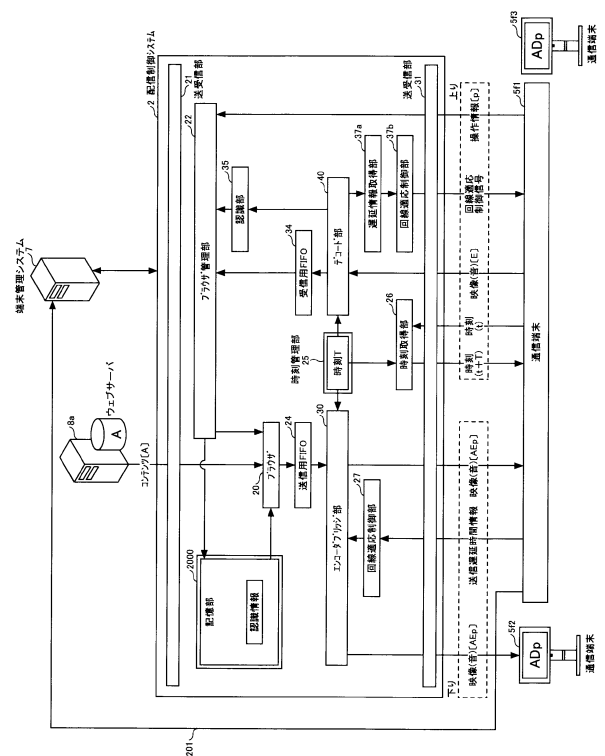 端末管理システム
7
8a
ウェブサーバ
A
コンテンツ[A]
2 配信制御システム
21
送受信部
22
ブラウザ管理部
2000
記憶部
認識情報
20
ブラウザ
24
送信用FIFO
時刻管理部
25
時刻T
34
受信用FIFO
35
認識部
30
エンコーダブリッジ部
27
回線適応制御部
26
時刻取得部
40
デコード部
37a
遅延情報取得部
37b
回線適応制御部
31
送受部
下り
映像(音)[AEp]
送信遅延時間情報
映像(音)[AEp]
時刻
(t+T)
時刻
(t)
映像(音)[E]
回線適応
制御信号
操作情報[p]
上り
201
5f2
ADp
通信端末
通信端末
5f1
5f3
ADp
通信端末